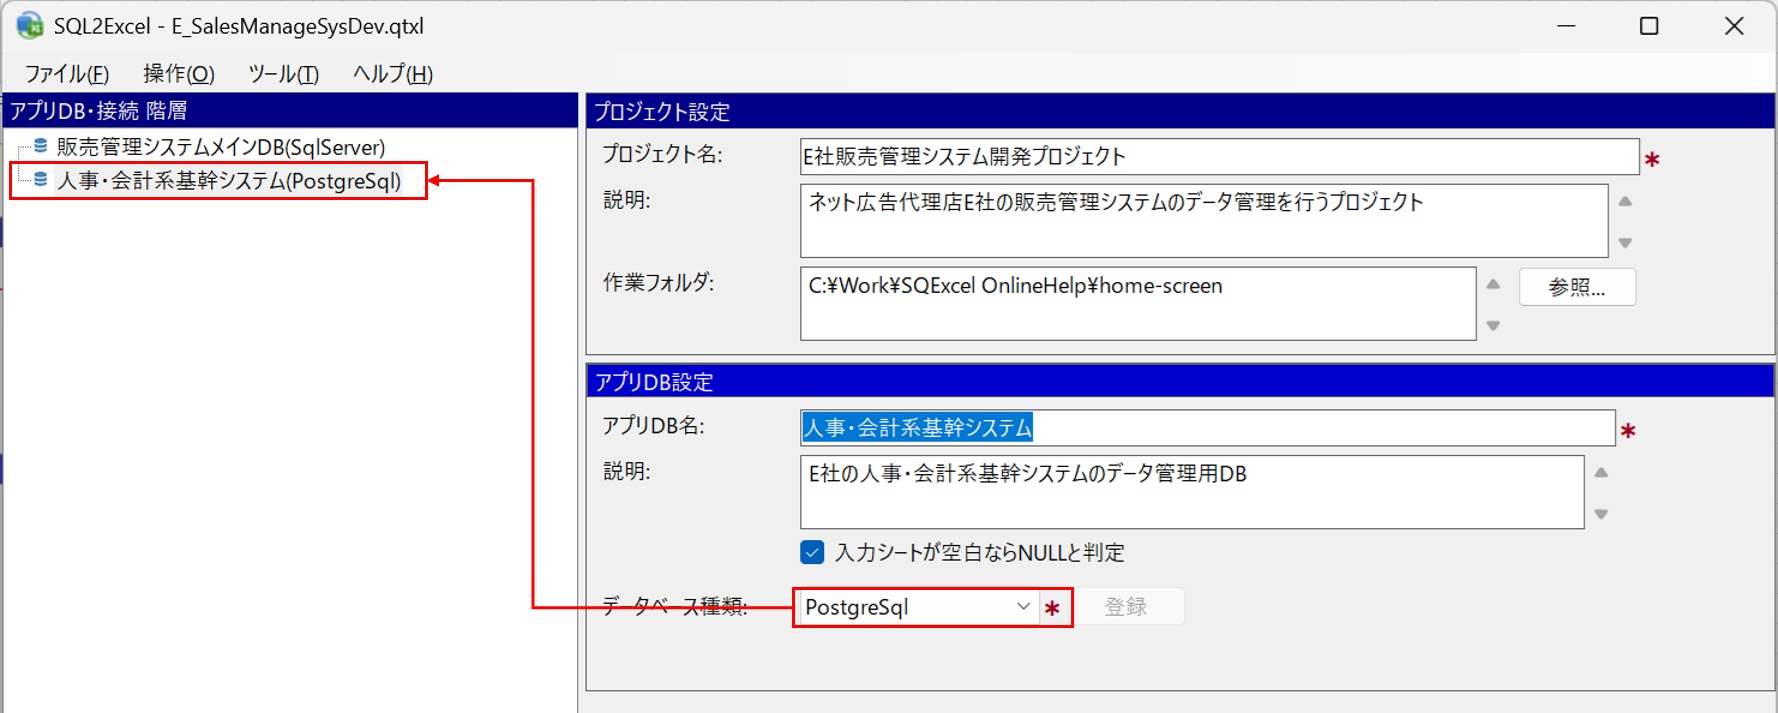 SQL2Excel - E_SalesManageSysDev.qtxl
ファイル(F) 操作(O) ツール(T) ヘルプ(H)
アプリDB・接続 階層
販売管理システムメインDB(SqlServer)
人事・会計系基幹システム(PostgreSql)
プロジェクト設定
プロジェクト名: E社販売管理システム開発プロジェクト *
説明: ネット広告代理店E社の販売管理システムのデータ管理を行うプロジェクト
作業フォルダ: C:¥Work¥SQExcel OnlineHelp¥home-screen 参照...
アプリDB設定
アプリDB名: 人事・会計系基幹システム *
説明: E社の人事・会計系基幹システムのデータ管理用DB
入力シートが空白ならNULLと判定
データベース種類: PostgreSql * 登録